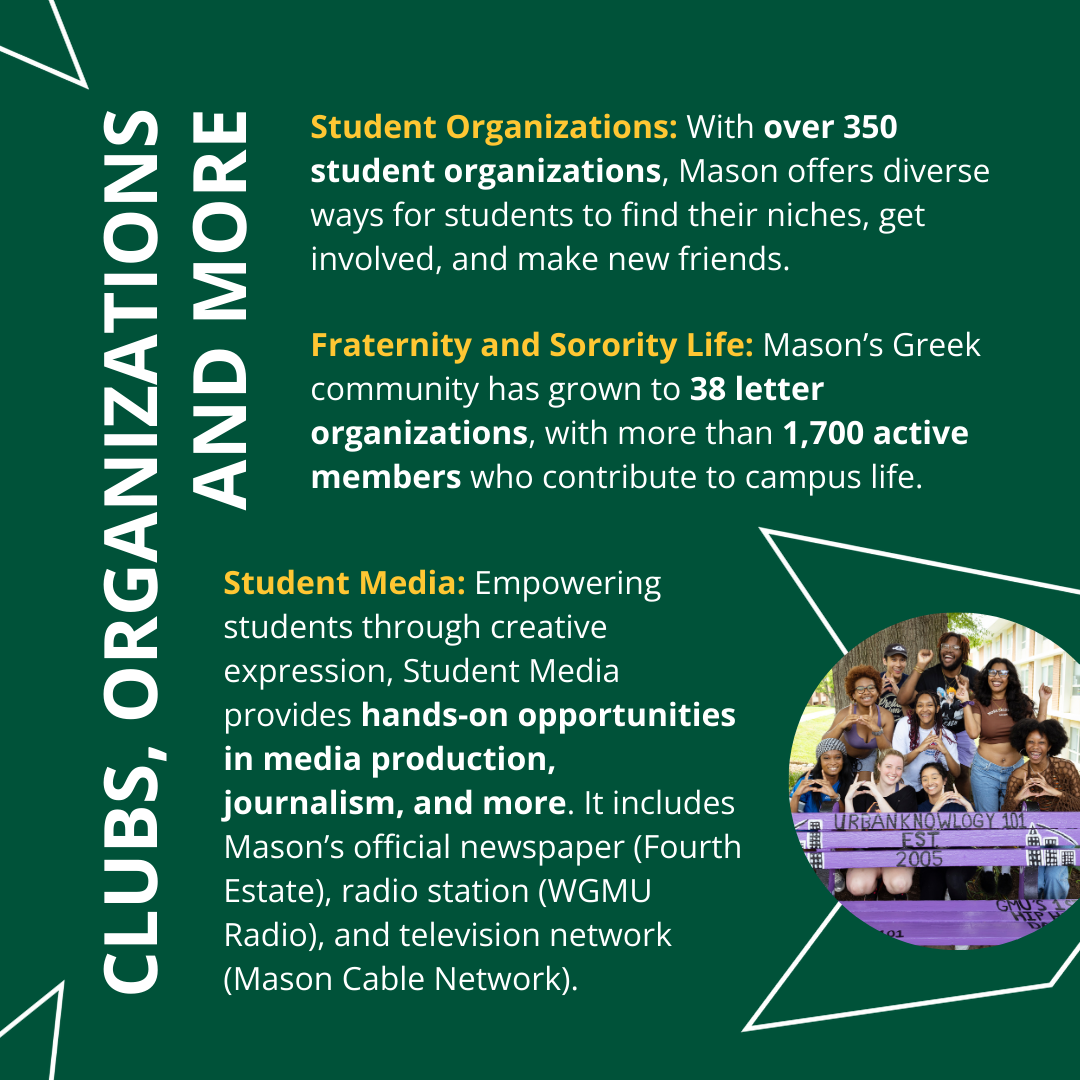 CLUBS, ORGANIZATIONS
AND MORE
Student Organizations: With over 350
student organizations, Mason offers diverse
ways for students to find their niches, get
involved, and make new friends.
Fraternity and Sorority Life: Mason’s Greek
community has grown to 38 letter
organizations, with more than 1,700 active
members who contribute to campus life.
Student Media: Empowering
students through creative
expression, Student Media
provides hands-on opportunities
in media production,
journalism, and more. It includes
Mason’s official newspaper (Fourth
Estate), radio station (WGMU
Radio), and television network
(Mason Cable Network).
URBANKNOWLOGY 101
EST.
2005
GMU'S
HIP
101